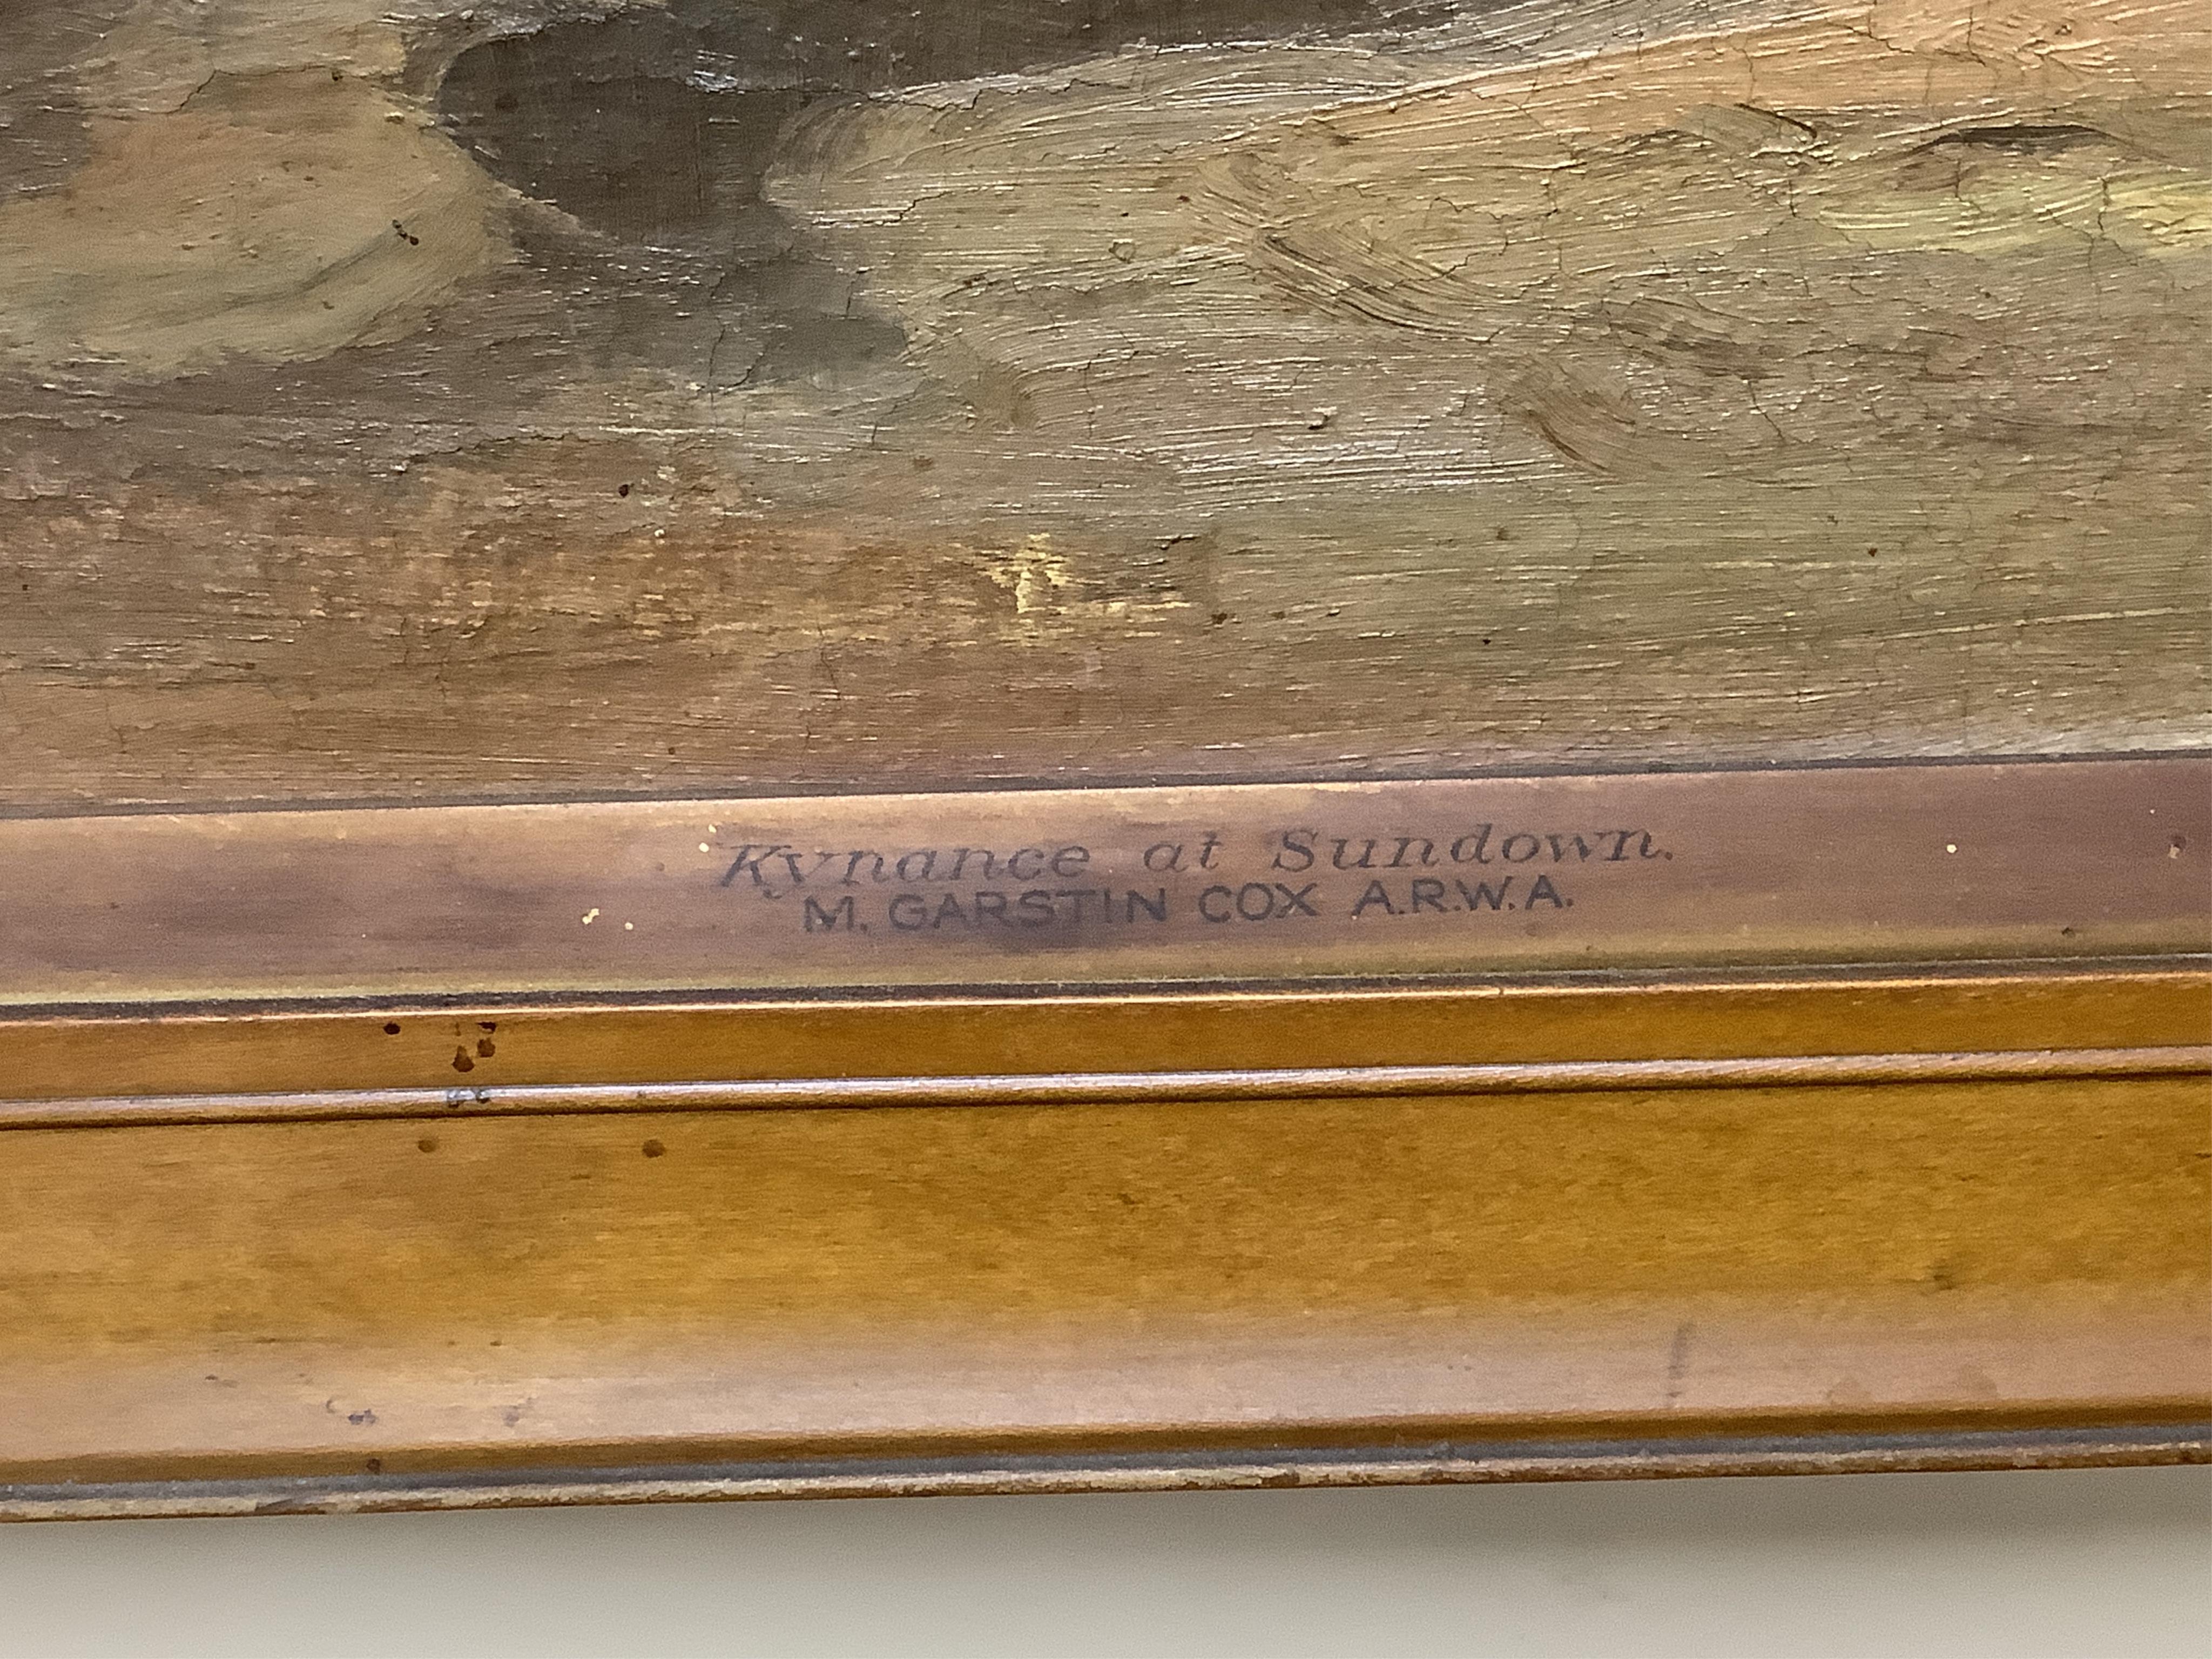 Kynance at Sundown.
M. GARSTIN COX A.R.W.A.